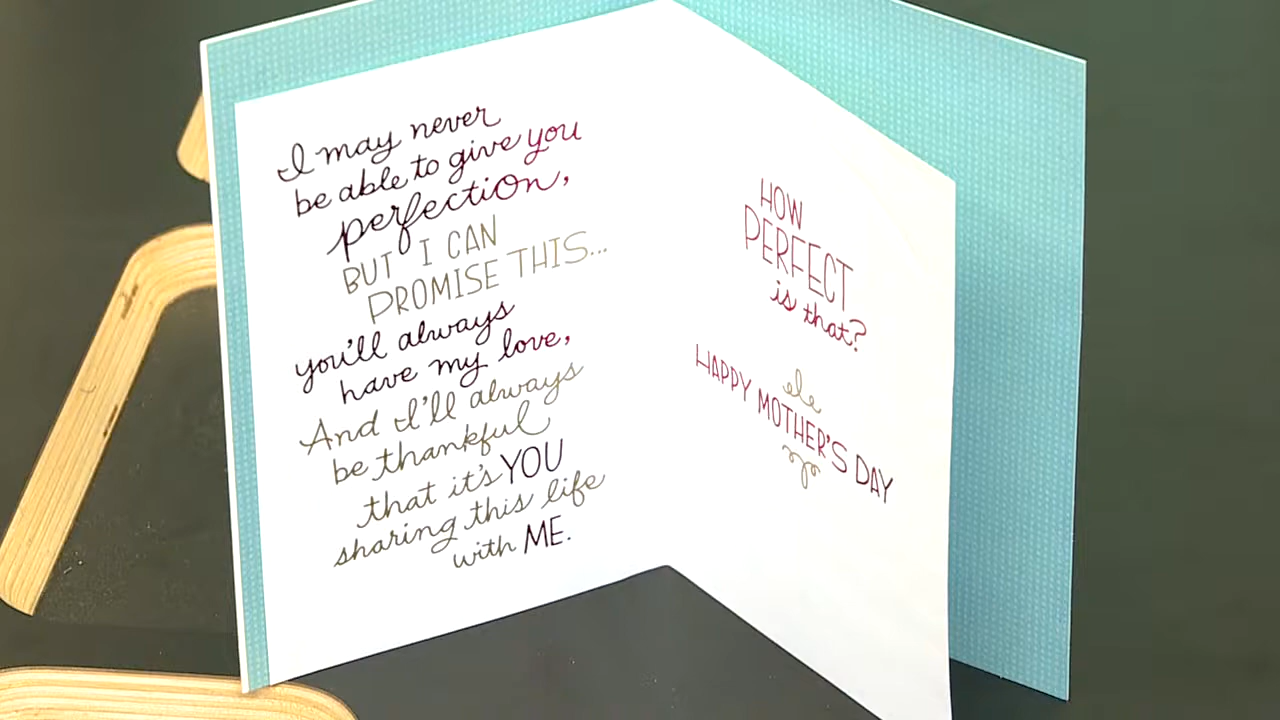 I may never
be able to give you
perfection,
BUT I CAN
PROMISE THIS...
you'll always
have my love,
And I'll always
be thankful
that it's YOU
sharing this life
with ME.
HOW
PERFECT
is that?
HAPPY MOTHER'S DAY